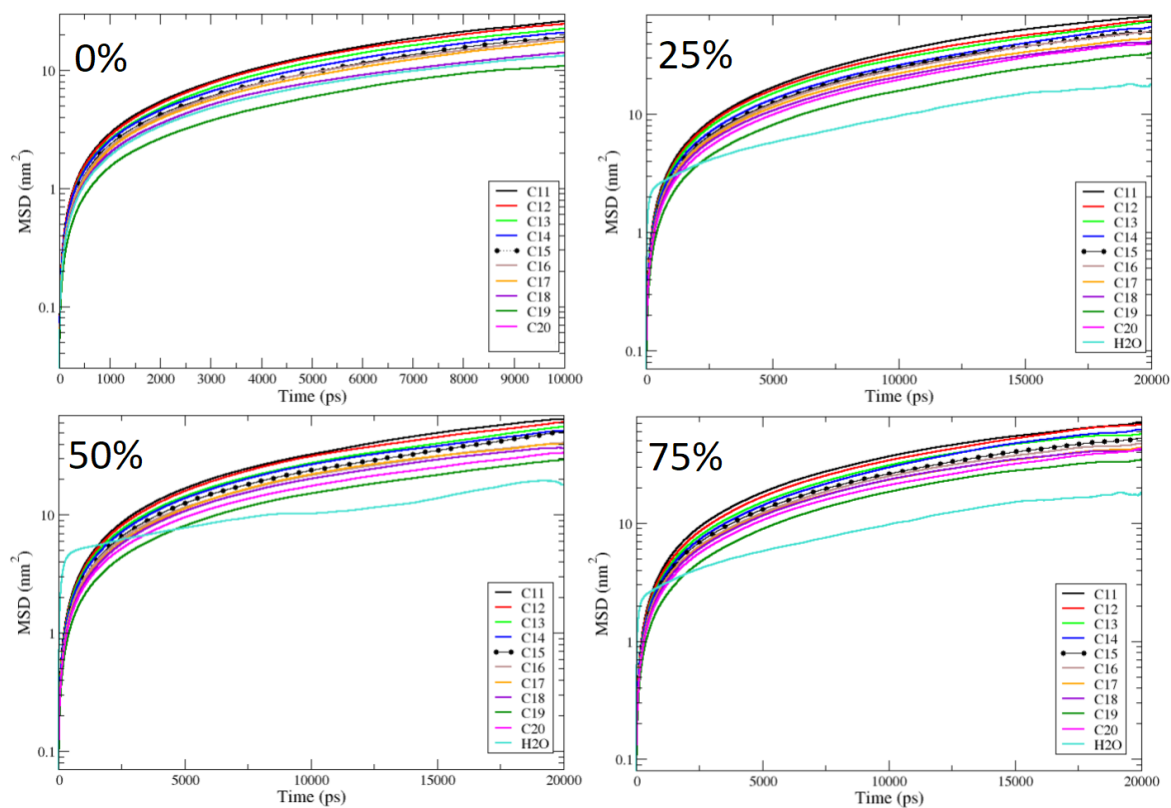 0%
MSD (nm²)
10
1
0.1
C11
C12
C13
C14
C15
C16
C17
C18
C19
C20
0 1000 2000 3000 4000 5000 6000 7000 8000 9000 10000
Time (ps)
25%
MSD (nm²)
10
1
0.1
C11
C12
C13
C14
C15
C16
C17
C18
C19
C20
H2O
0 5000 10000 15000 20000
Time (ps)
50%
MSD (nm²)
10
1
0.1
C11
C12
C13
C14
C15
C16
C17
C18
C19
C20
H2O
0 5000 10000 15000 20000
Time (ps)
75%
MSD (nm²)
10
1
0.1
C11
C12
C13
C14
C15
C16
C17
C18
C19
C20
H2O
0 5000 10000 15000 20000
Time (ps)